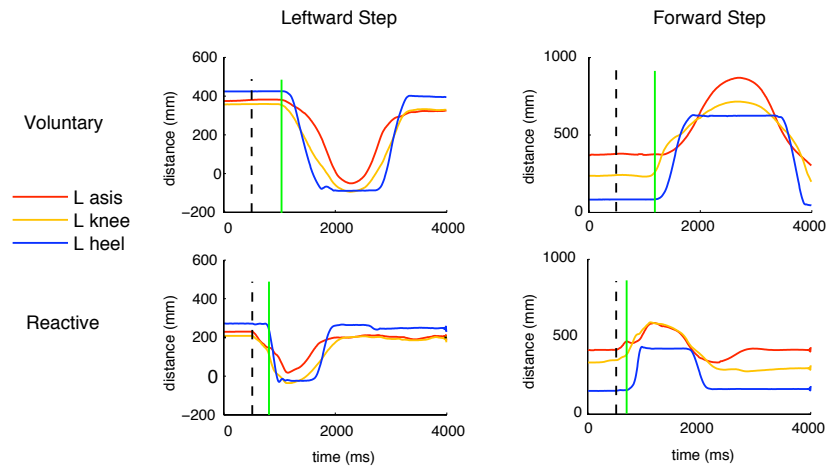 Leftward Step
Forward Step
Voluntary
600
400
200
0
−200
distance (mm)
0
2000
4000
1000
500
0
distance (mm)
0
2000
4000
L asis
L knee
L heel
Reactive
600
400
200
0
−200
distance (mm)
0
2000
4000
time (ms)
1000
500
0
distance (mm)
0
2000
4000
time (ms)